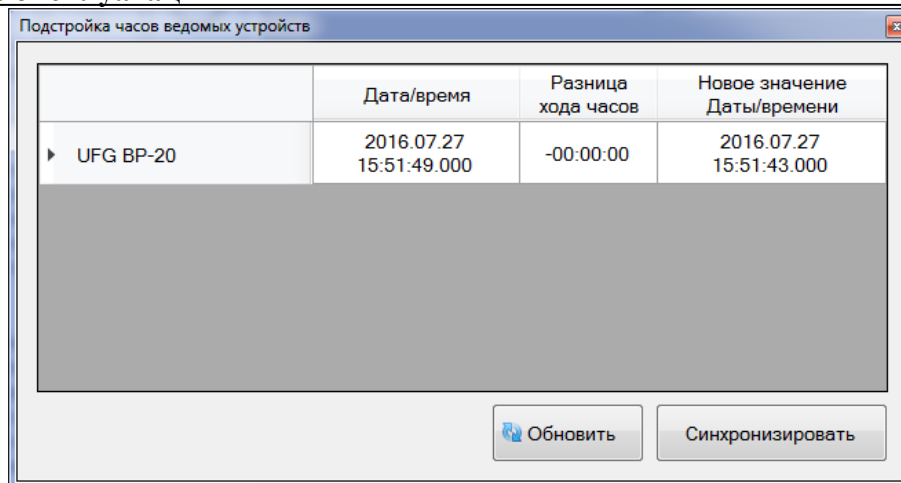 Подстройка часов ведомых устройств
Дата/время
Разница
хода часов
Новое значение
Даты/времени
UFG ВР-20
2016.07.27
15:51:49.000
-00:00:00
2016.07.27
15:51:43.000
Обновить
Синхронизировать